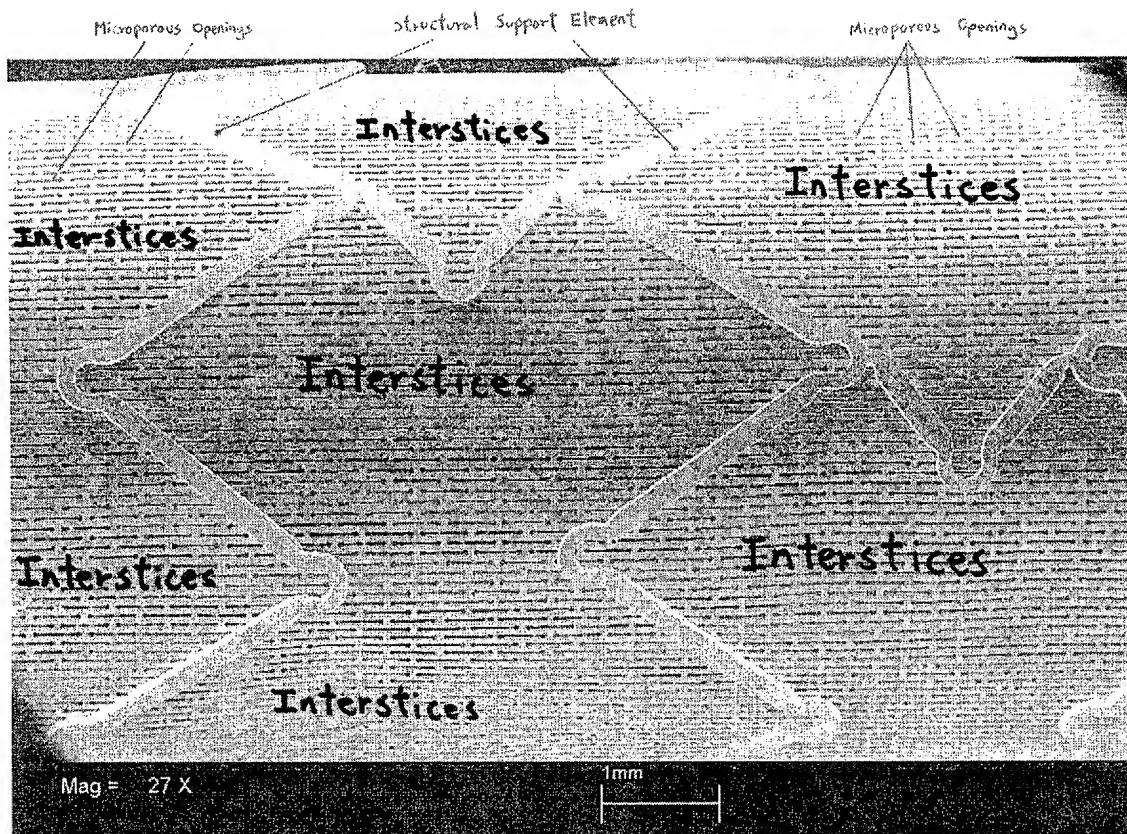 Microporous Openings
Structural Support Element
Microporous Openings
Interstices
Interstices
Interstices
Interstices
Interstices
Interstices
Interstices
Mag = 27 X
1mm